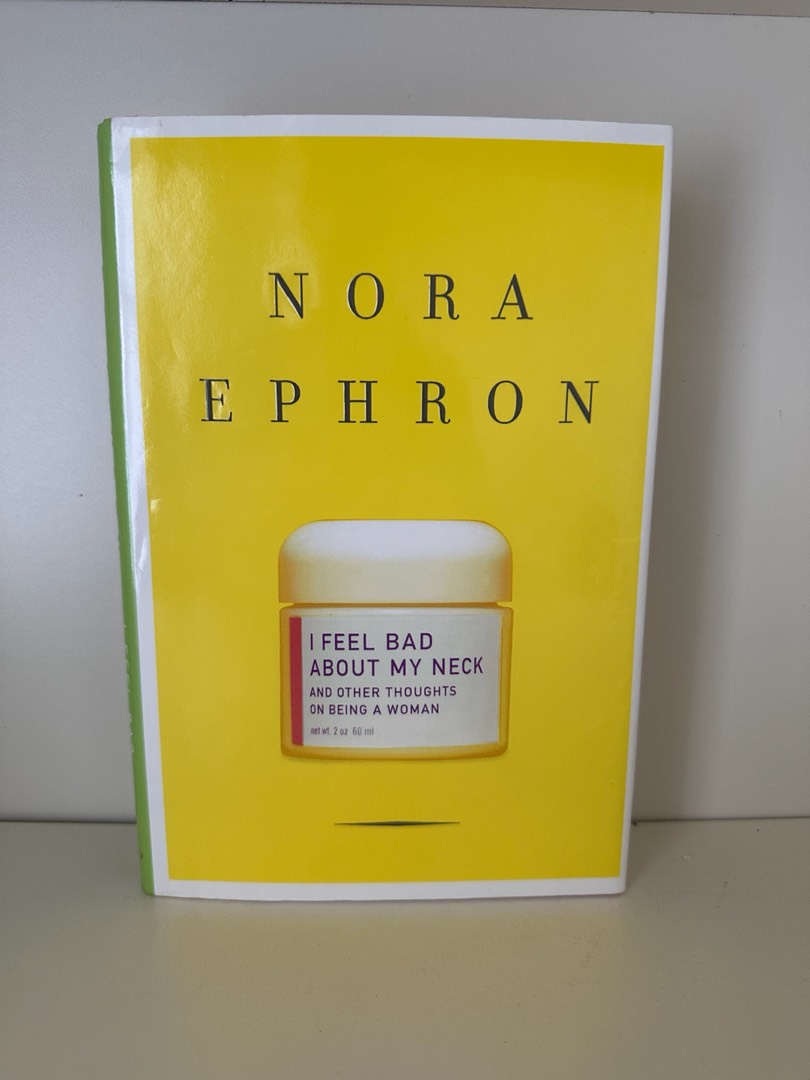 NORA
EPHRON
I FEEL BAD
ABOUT MY NECK
AND OTHER THOUGHTS
ON BEING A WOMAN
net wt. 2 oz 60 ml